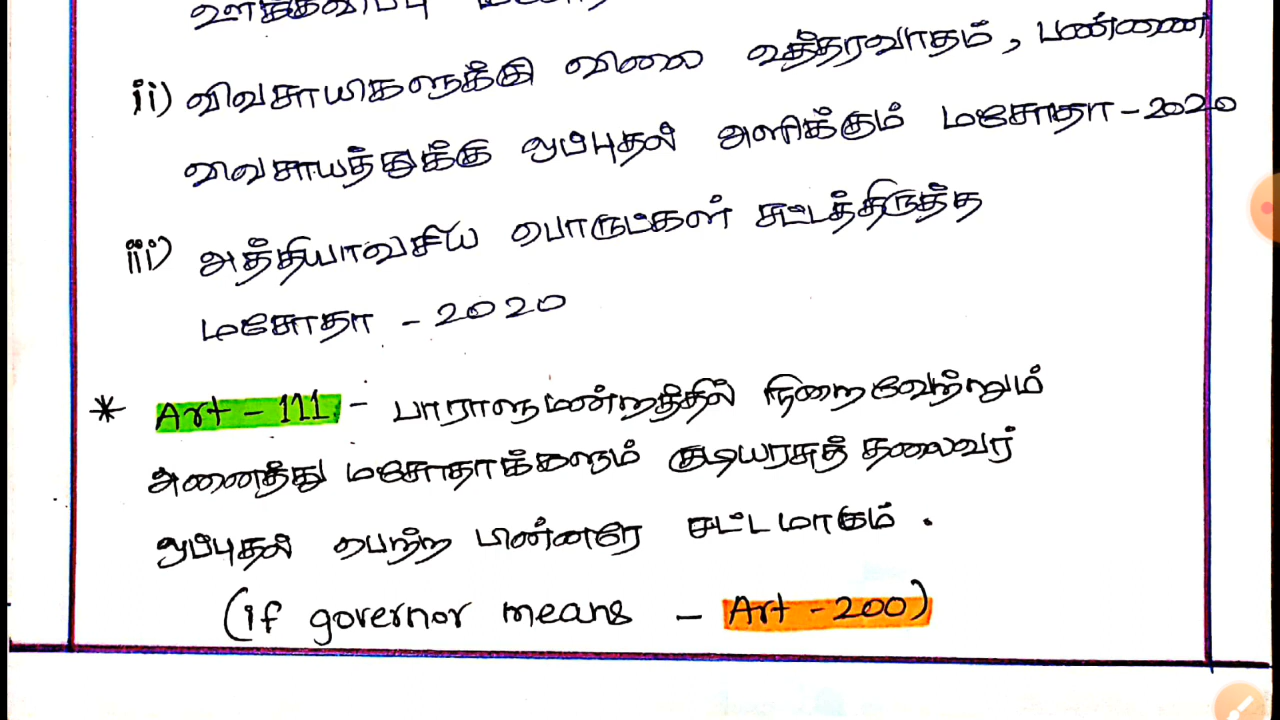 ii) விவசாயிகளுக்கு விலை உத்தரவாதம், பண்ணை
வைசாயத்துக்கு ஒப்புதல் அளிக்கும் மசோதா - 2020
iii) அத்தியாவசிய பொருட்கள் சட்டத்திருத்த
மசோதா - 2020
* Art - 111 - பாராளுமன்றத்தில் நிறைவேற்றும்
அனைத்து மசோதாக்களும் குடியரசுத் தலைவர்
ஒப்புதல் பெற்ற பின்னரே சட்டமாகும் .
(if governor means - Art - 200)